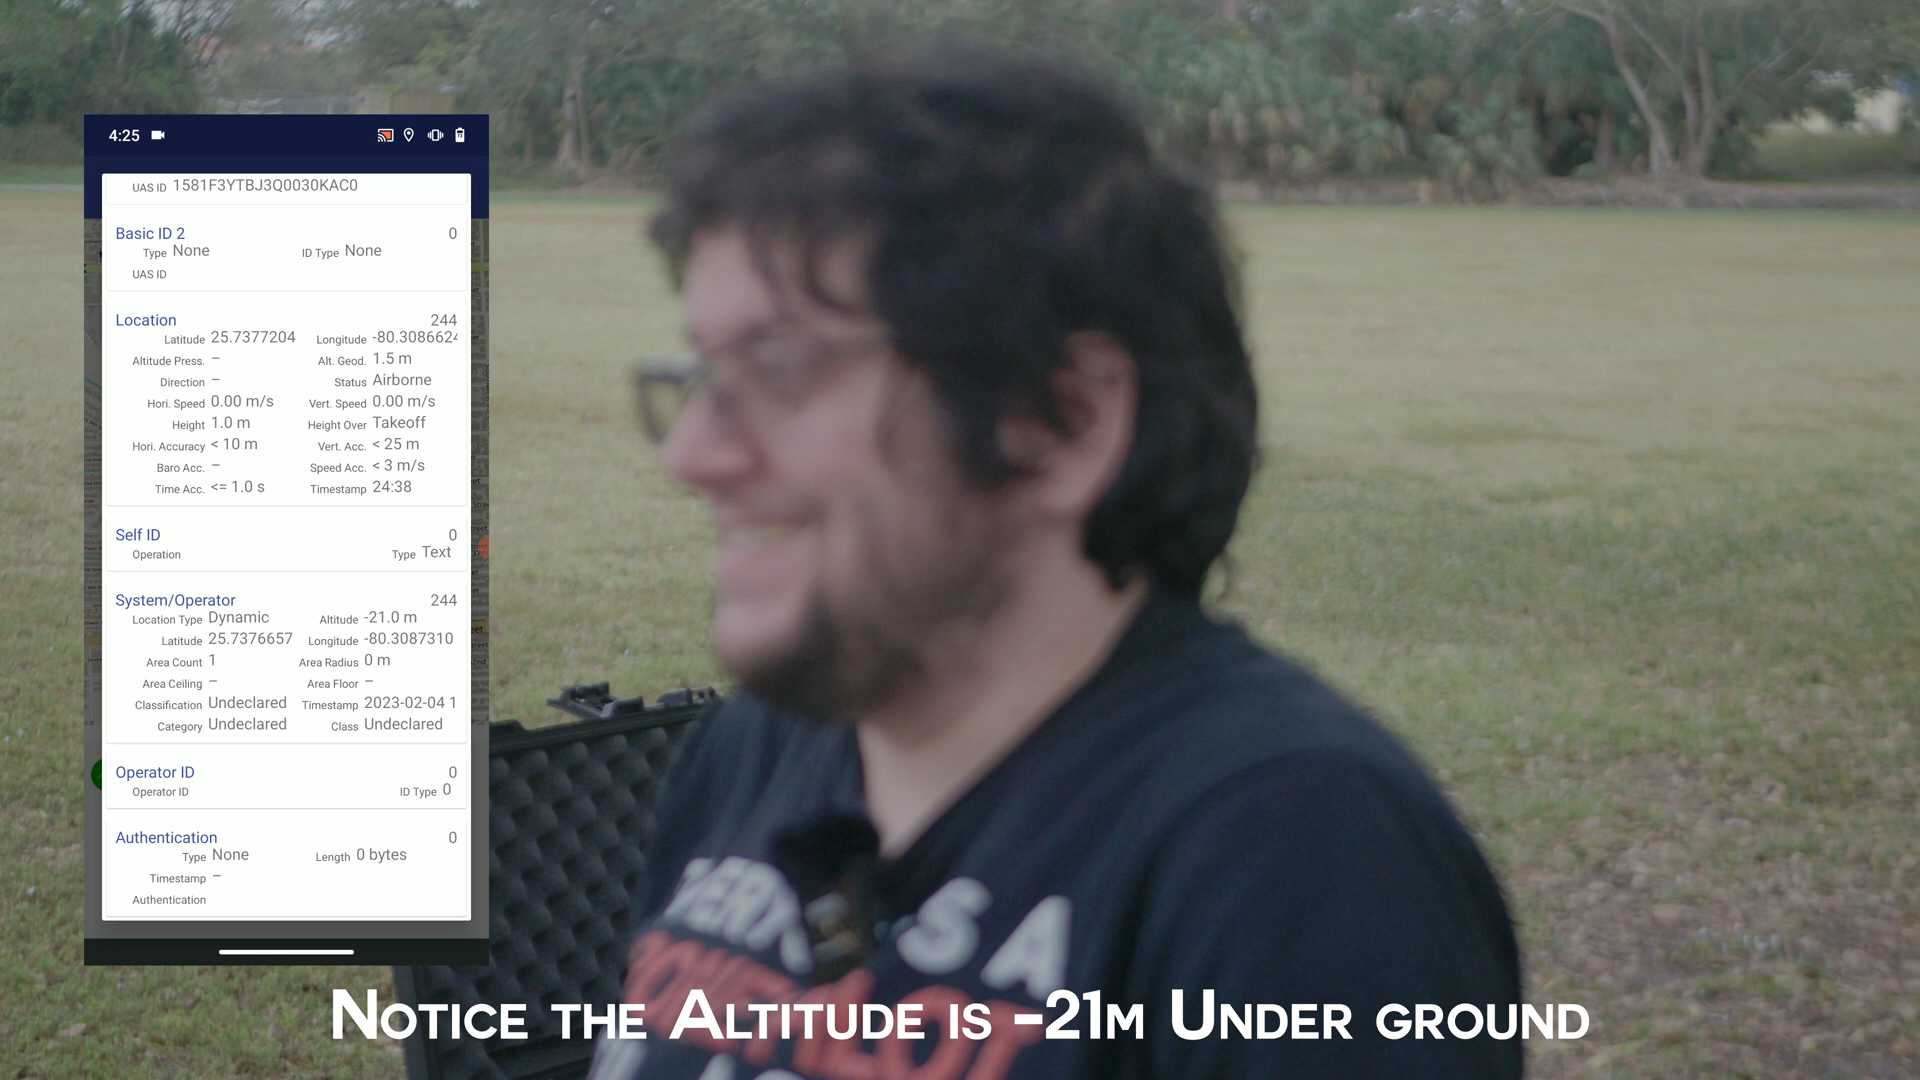 4:25
UAS ID 1581F3YTBJ3Q0030KAC0
Basic ID 2 0
Type None ID Type None
UAS ID
Location 244
Latitude 25.7377204 Longitude -80.3086624
Altitude Press. – Alt. Geod. 1.5 m
Direction – Status Airborne
Hori. Speed 0.00 m/s Vert. Speed 0.00 m/s
Height 1.0 m Height Over Takeoff
Hori. Accuracy < 10 m Vert. Acc. < 25 m
Baro Acc. – Speed Acc. < 3 m/s
Time Acc. <= 1.0 s Timestamp 24:38
Self ID 0
Operation Type Text
System/Operator 244
Location Type Dynamic Altitude -21.0 m
Latitude 25.7376657 Longitude -80.3087310
Area Count 1 Area Radius 0 m
Area Ceiling – Area Floor –
Classification Undeclared Timestamp 2023-02-04 1
Category Undeclared Class Undeclared
Operator ID 0
Operator ID ID Type 0
Authentication 0
Type None Length 0 bytes
Timestamp –
Authentication
S A
Notice the Altitude is -21m Under ground